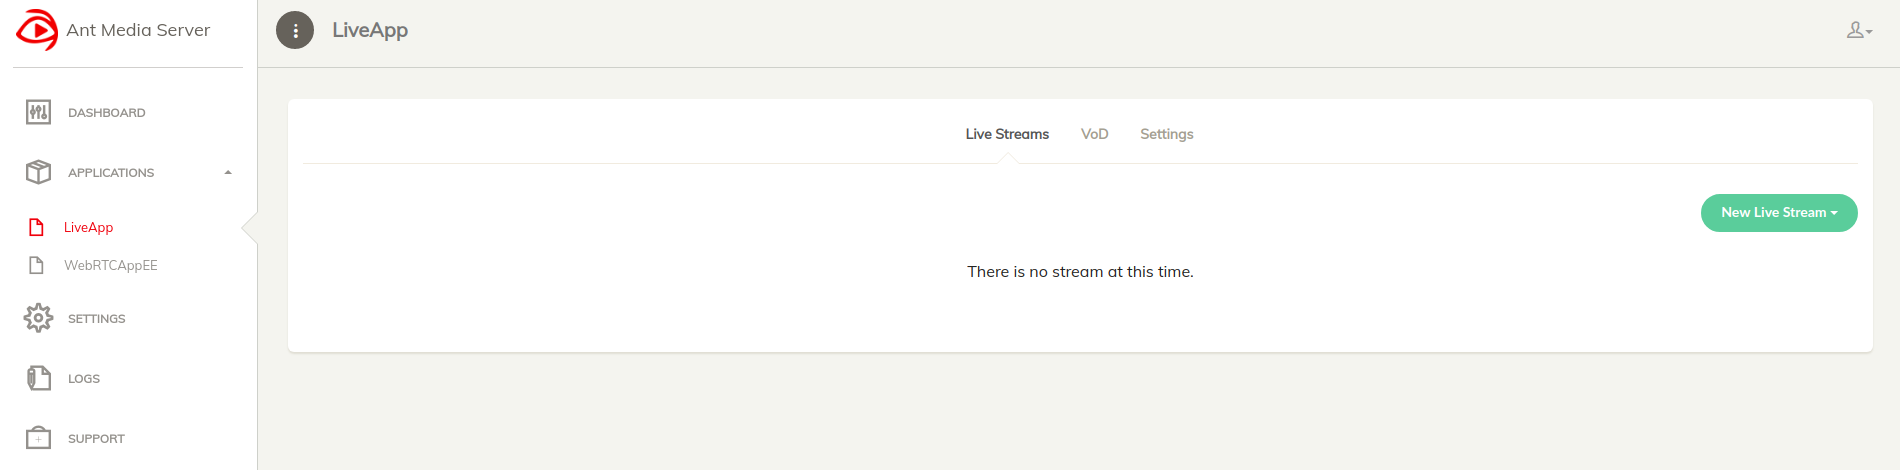 Ant Media Server
LiveApp
DASHBOARD
APPLICATIONS
LiveApp
WebRTCAppEE
SETTINGS
LOGS
SUPPORT
Live Streams VoD Settings
New Live Stream
There is no stream at this time.